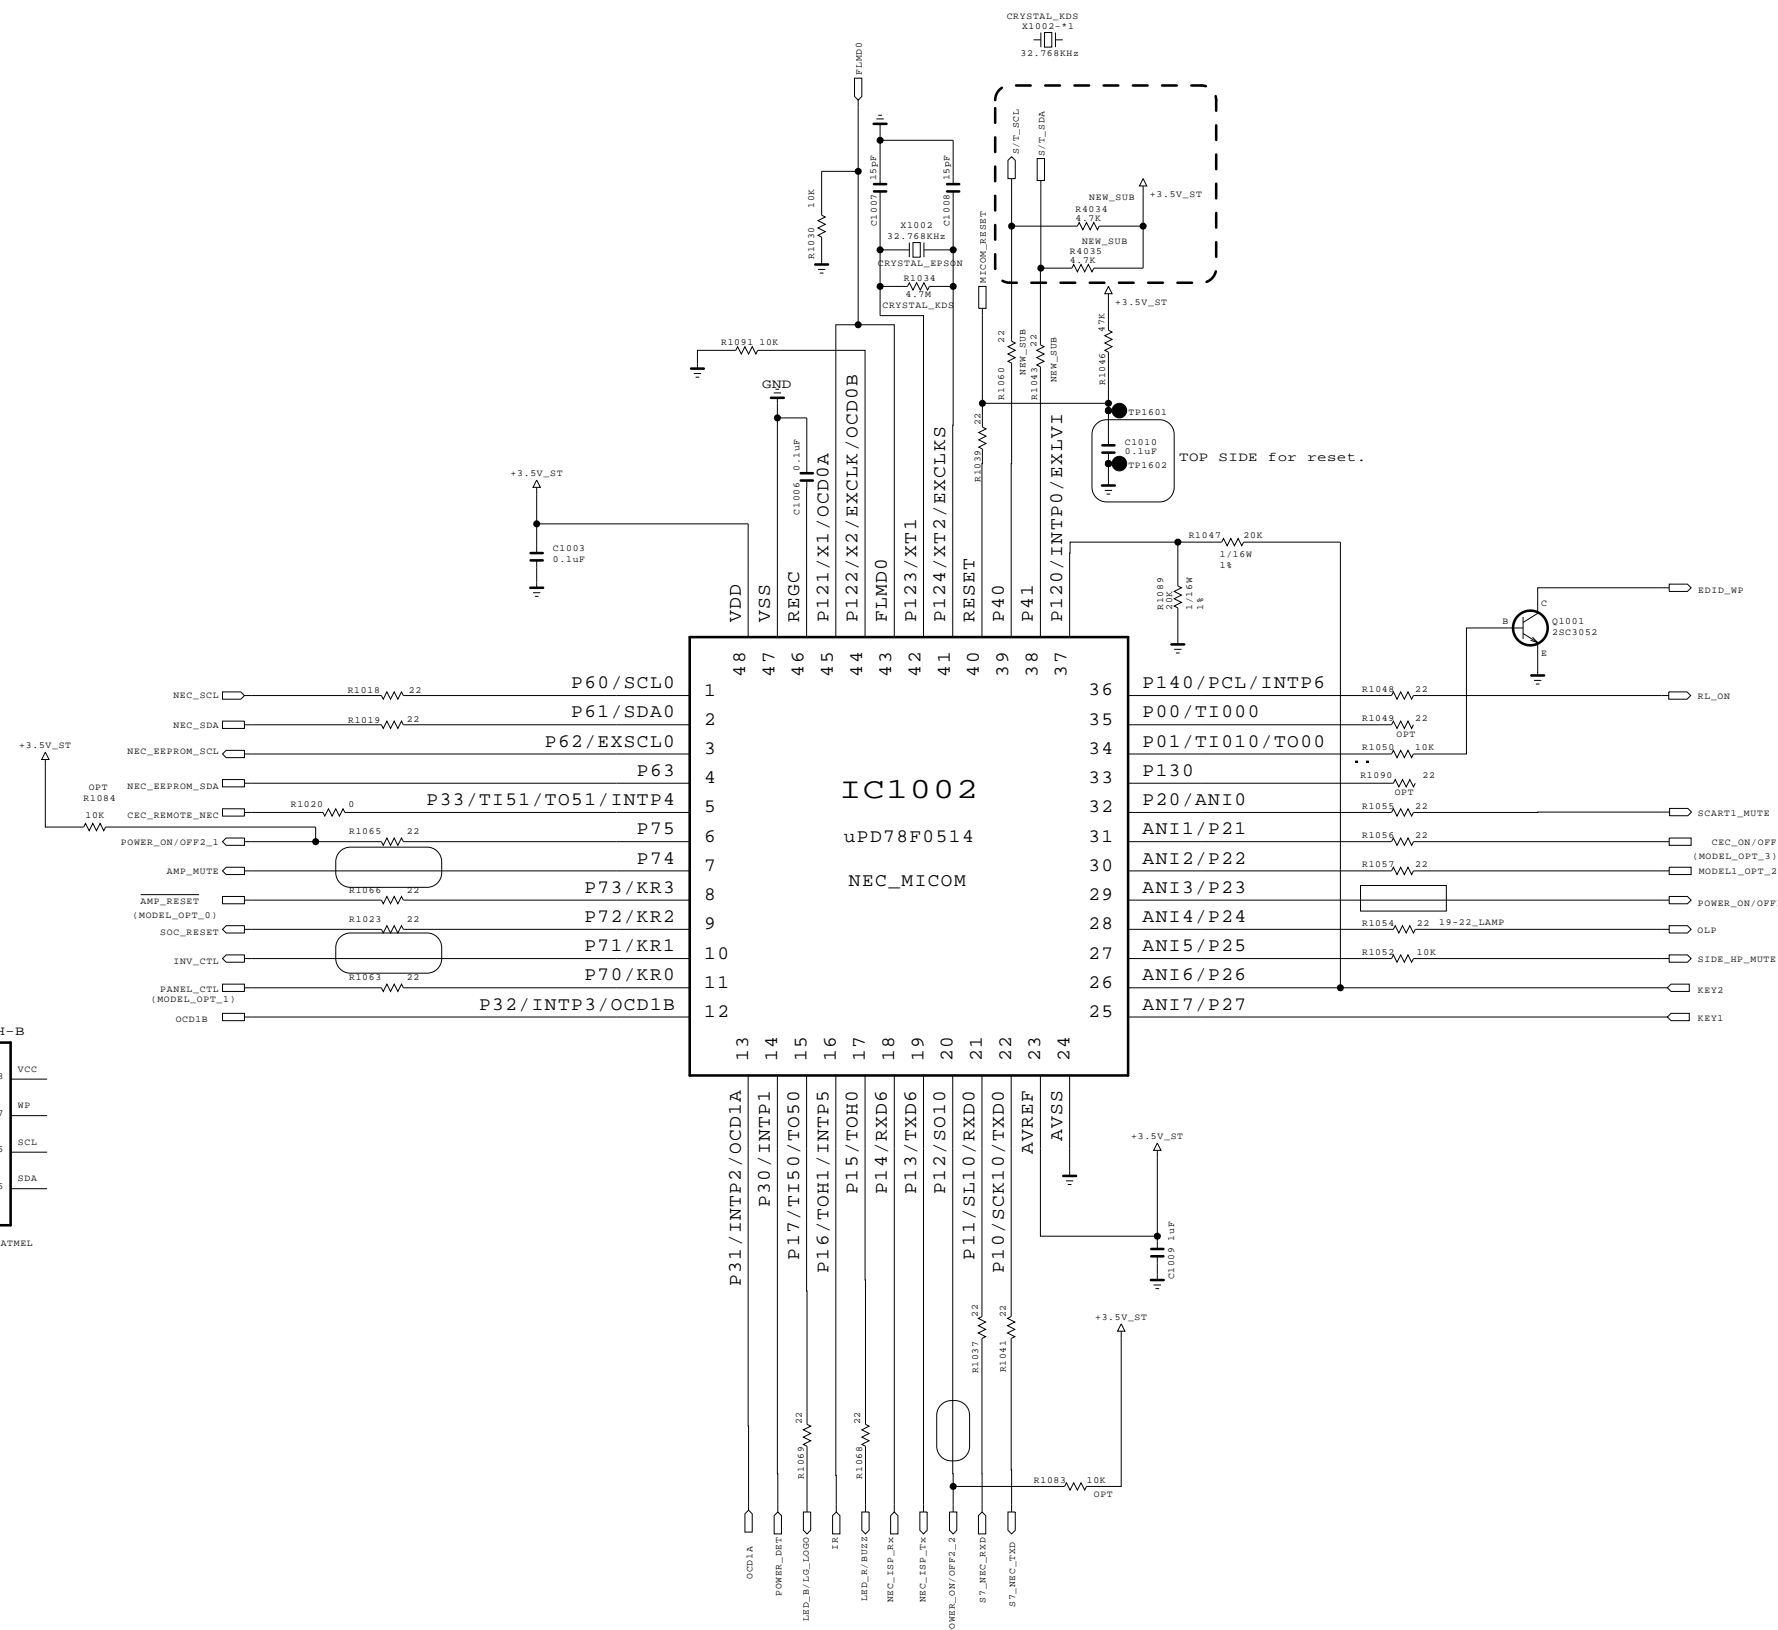 CRYSTAL_KDS
X1002-*1
32.768KHz
FLMD0
S/T_SCL
S/T_SDA
+3.5V_ST
NEW_SUB
R4034
4.7K
NEW_SUB
R4035
4.7K
C1007 15pF
C1008 15pF
R1030 10K
X1002
32.768KHz
CRYSTAL_EPSON
R1034
4.7M
CRYSTAL_KDS
MICOM_RESET
+3.5V_ST
R1046 47K
R1060 22
NEW_SUB
R1043 22
NEW_SUB
R1091 10K
GND
C1006 0.1uF
R1039 22
TP1601
C1010
0.1uF
TP1602
TOP SIDE for reset.
+3.5V_ST
C1003
0.1uF
R1047 20K
1/16W
1%
R1089
20K
1/16W
1%
EDID_WP
C
B
E
Q1001
2SC3052
VDD
VSS
REGC
P121/X1/OCD0A
P122/X2/EXCLK/OCD0B
FLMD0
P123/XT1
P124/XT2/EXCLKS
RESET
P40
P41
P120/INTP0/EXLVI
48
47
46
45
44
43
42
41
40
39
38
37
IC1002
uPD78F0514
NEC_MICOM
NEC_SCL R1018 22 P60/SCL0 1
NEC_SDA R1019 22 P61/SDA0 2
NEC_EEPROM_SCL P62/EXSCL0 3
NEC_EEPROM_SDA P63 4
CEC_REMOTE_NEC R1020 0 P33/TI51/TO51/INTP4 5
+3.5V_ST
OPT
R1084
10K
POWER_ON/OFF2_1 R1065 22 P75 6
AMP_MUTE P74 7
AMP_RESET R1066 22 P73/KR3 8
(MODEL_OPT_0)
SOC_RESET R1023 22 P72/KR2 9
INV_CTL P71/KR1 10
PANEL_CTL R1063 22 P70/KR0 11
(MODEL_OPT_1)
OCD1B P32/INTP3/OCD1B 12
36 P140/PCL/INTP6 R1048 22 RL_ON
35 P00/TI000 R1049 22
OPT
34 P01/TI010/TO00 R1050 10K
33 P130 R1090 22
OPT
32 P20/ANI0 R1055 22 SCART1_MUTE
31 ANI1/P21 R1056 22 CEC_ON/OFF
(MODEL_OPT_3)
30 ANI2/P22 R1057 22 MODEL1_OPT_2
29 ANI3/P23 POWER_ON/OFF
28 ANI4/P24 R1054 22 19-22_LAMP OLP
27 ANI5/P25 R1052 10K SIDE_HP_MUTE
26 ANI6/P26 KEY2
25 ANI7/P27 KEY1
H-B
VCC
WP
SCL
SDA
ATMEL
13
14
15
16
17
18
19
20
21
22
23
24
P31/INTP2/OCD1A
P30/INTP1
P17/TI50/TO50
P16/TOH1/INTP5
P15/TOH0
P14/RXD6
P13/TXD6
P12/SO10
P11/SL10/RXD0
P10/SCK10/TXD0
AVREF
AVSS
+3.5V_ST
C1009 1uF
R1037 22
R1041 22
+3.5V_ST
R1069 22
R1068 22
R1083 10K
OPT
OCD1A
POWER_DET
LED_B/LG_LOGO
IR
LED_R/BUZZ
NEC_ISP_Rx
NEC_ISP_Tx
OWER_ON/OFF2_2
S7_NEC_RXD
S7_NEC_TXD